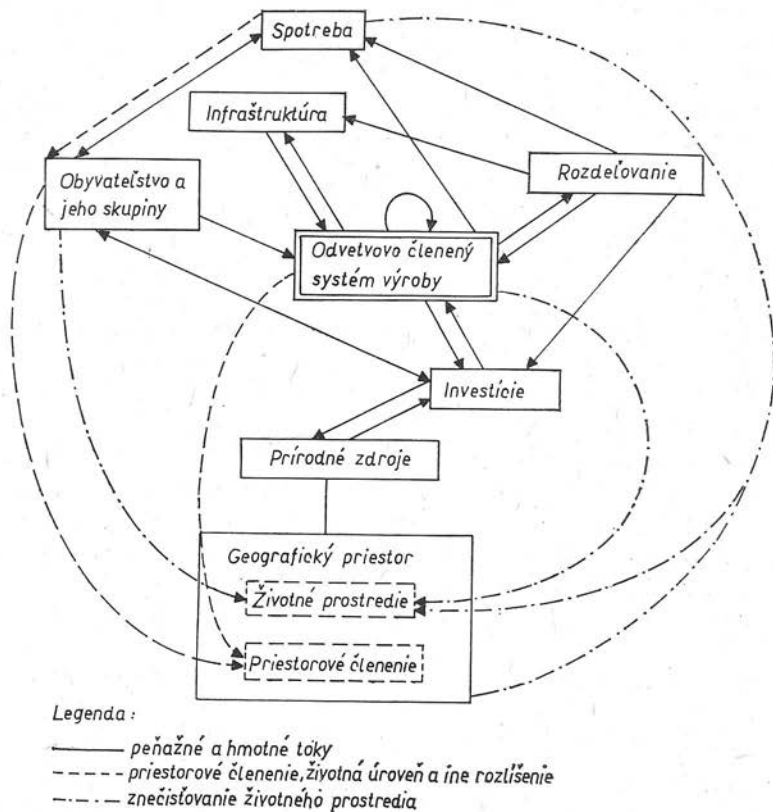 Spotreba
Infraštruktúra
Obyvateľstvo a
jeho skupiny
Rozdeľovanie
Odvetvovo členený
systém výroby
Investície
Prírodné zdroje
Geografický priestor
Životné prostredie
Priestorové členenie
Legenda:
peňažné a hmotné toky
priestorové členenie, životná úroveň a íne rozlíšenie
znečisťovanie životného prostredia